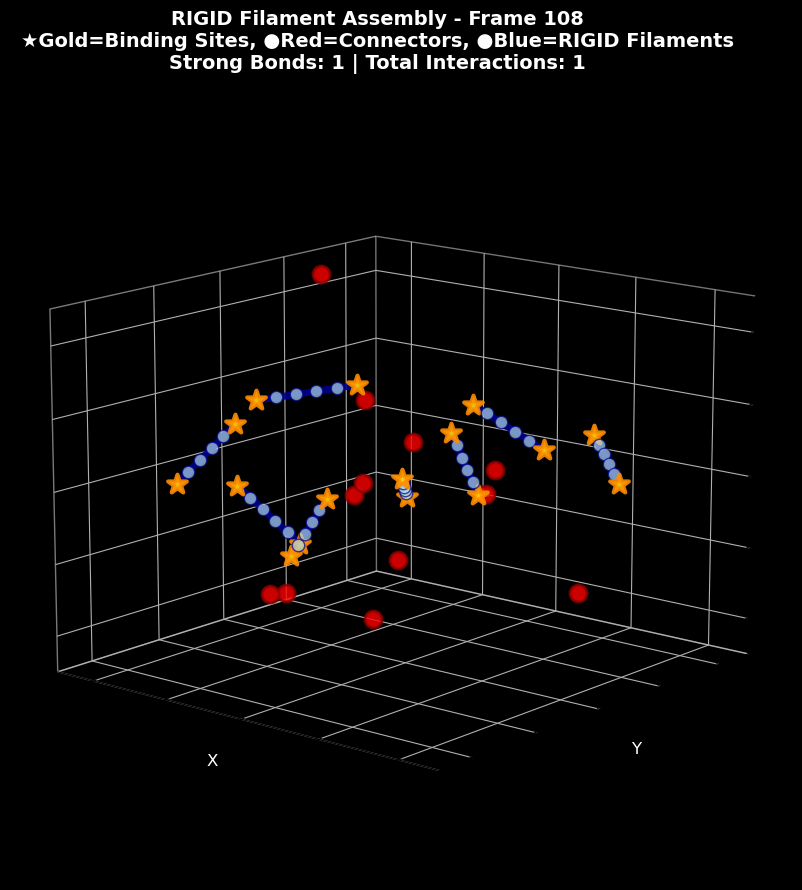 RIGID Filament Assembly - Frame 108
★Gold=Binding Sites, ●Red=Connectors, ●Blue=RIGID Filaments
Strong Bonds: 1 | Total Interactions: 1
X
Y